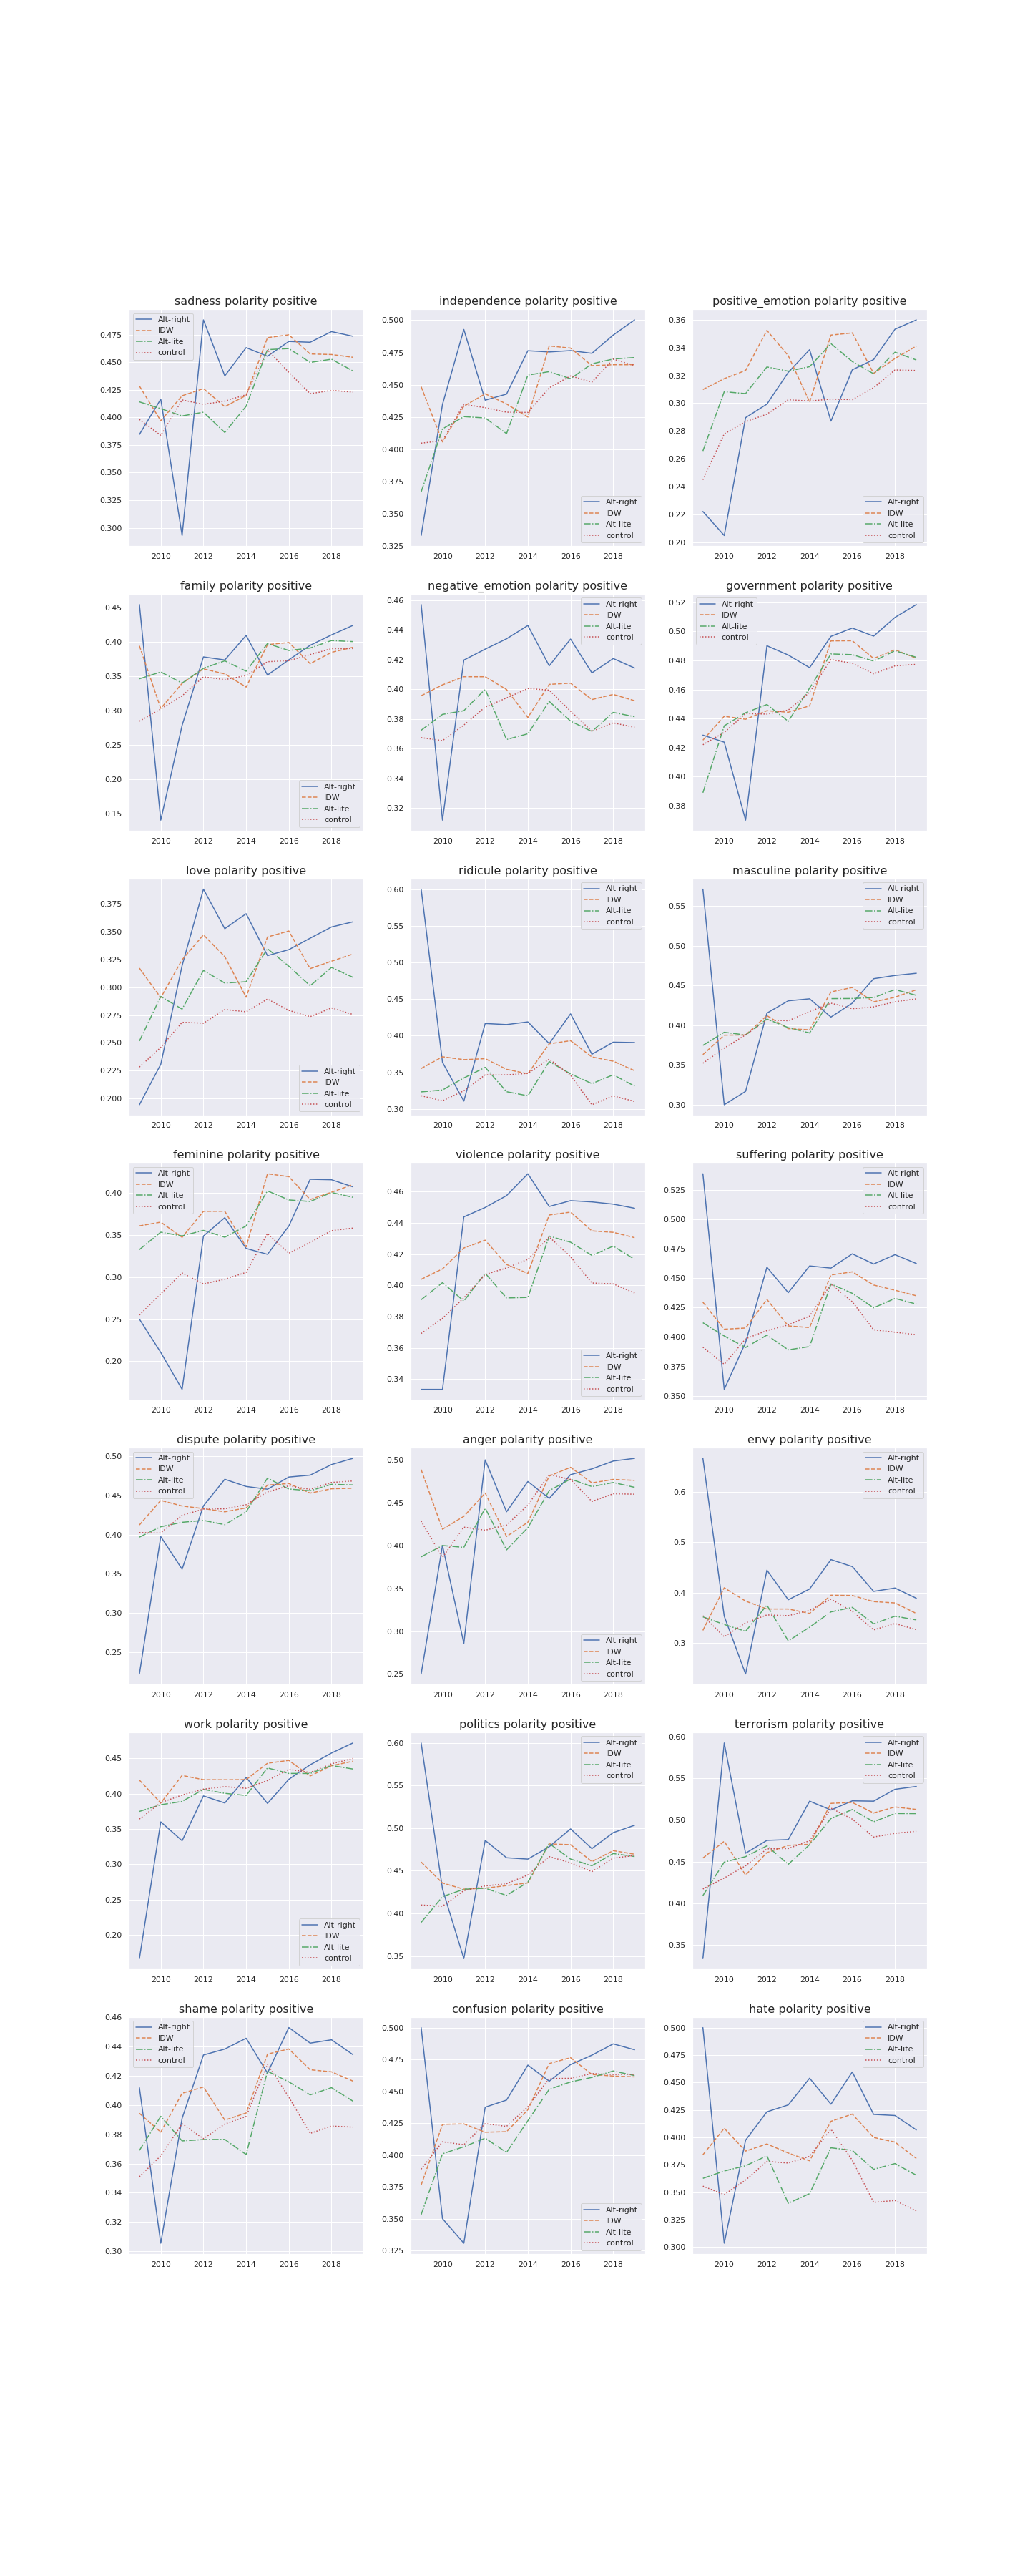 sadness polarity positive
0.475
0.450
0.425
0.400
0.375
0.350
0.325
0.300
2010 2012 2014 2016 2018
Alt-right
IDW
Alt-lite
control
independence polarity positive
0.500
0.475
0.450
0.425
0.400
0.375
0.350
0.325
2010 2012 2014 2016 2018
Alt-right
IDW
Alt-lite
control
positive_emotion polarity positive
0.36
0.34
0.32
0.30
0.28
0.26
0.24
0.22
0.20
2010 2012 2014 2016 2018
Alt-right
IDW
Alt-lite
control
family polarity positive
0.45
0.40
0.35
0.30
0.25
0.20
0.15
2010 2012 2014 2016 2018
Alt-right
IDW
Alt-lite
control
negative_emotion polarity positive
0.46
0.44
0.42
0.40
0.38
0.36
0.34
0.32
2010 2012 2014 2016 2018
Alt-right
IDW
Alt-lite
control
government polarity positive
0.52
0.50
0.48
0.46
0.44
0.42
0.40
0.38
2010 2012 2014 2016 2018
Alt-right
IDW
Alt-lite
control
love polarity positive
0.375
0.350
0.325
0.300
0.275
0.250
0.225
0.200
2010 2012 2014 2016 2018
Alt-right
IDW
Alt-lite
control
ridicule polarity positive
0.60
0.55
0.50
0.45
0.40
0.35
0.30
2010 2012 2014 2016 2018
Alt-right
IDW
Alt-lite
control
masculine polarity positive
0.55
0.50
0.45
0.40
0.35
0.30
2010 2012 2014 2016 2018
Alt-right
IDW
Alt-lite
control
feminine polarity positive
0.40
0.35
0.30
0.25
0.20
2010 2012 2014 2016 2018
Alt-right
IDW
Alt-lite
control
violence polarity positive
0.46
0.44
0.42
0.40
0.38
0.36
0.34
2010 2012 2014 2016 2018
Alt-right
IDW
Alt-lite
control
suffering polarity positive
0.525
0.500
0.475
0.450
0.425
0.400
0.375
0.350
2010 2012 2014 2016 2018
Alt-right
IDW
Alt-lite
control
dispute polarity positive
0.50
0.45
0.40
0.35
0.30
0.25
2010 2012 2014 2016 2018
Alt-right
IDW
Alt-lite
control
anger polarity positive
0.50
0.45
0.40
0.35
0.30
0.25
2010 2012 2014 2016 2018
Alt-right
IDW
Alt-lite
control
envy polarity positive
0.6
0.5
0.4
0.3
2010 2012 2014 2016 2018
Alt-right
IDW
Alt-lite
control
work polarity positive
0.45
0.40
0.35
0.30
0.25
0.20
2010 2012 2014 2016 2018
Alt-right
IDW
Alt-lite
control
politics polarity positive
0.60
0.55
0.50
0.45
0.40
0.35
2010 2012 2014 2016 2018
Alt-right
IDW
Alt-lite
control
terrorism polarity positive
0.60
0.55
0.50
0.45
0.40
0.35
2010 2012 2014 2016 2018
Alt-right
IDW
Alt-lite
control
shame polarity positive
0.46
0.44
0.42
0.40
0.38
0.36
0.34
0.32
0.30
2010 2012 2014 2016 2018
Alt-right
IDW
Alt-lite
control
confusion polarity positive
0.500
0.475
0.450
0.425
0.400
0.375
0.350
0.325
2010 2012 2014 2016 2018
Alt-right
IDW
Alt-lite
control
hate polarity positive
0.500
0.475
0.450
0.425
0.400
0.375
0.350
0.325
0.300
2010 2012 2014 2016 2018
Alt-right
IDW
Alt-lite
control